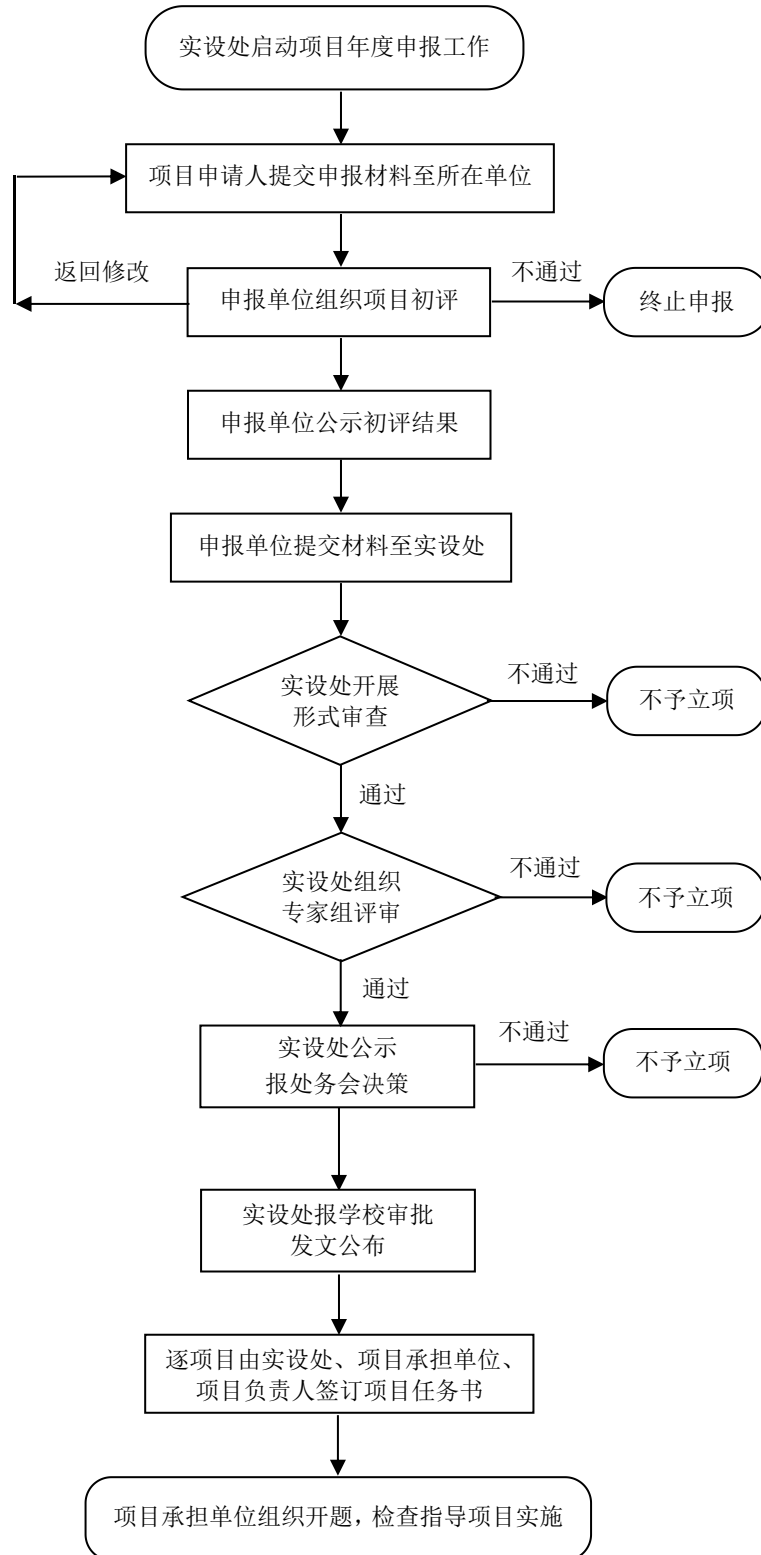 实设处启动项目年度申报工作
项目申请人提交申报材料至所在单位
返回修改
申报单位组织项目初评
不通过
终止申报
申报单位公示初评结果
申报单位提交材料至实设处
实设处开展
形式审查
不通过
不予立项
通过
实设处组织
专家组评审
不通过
不予立项
通过
实设处公示
报处务会决策
不通过
不予立项
实设处报学校审批
发文公布
逐项目由实设处、项目承担单位、
项目负责人签订项目任务书
项目承担单位组织开题,检查指导项目实施